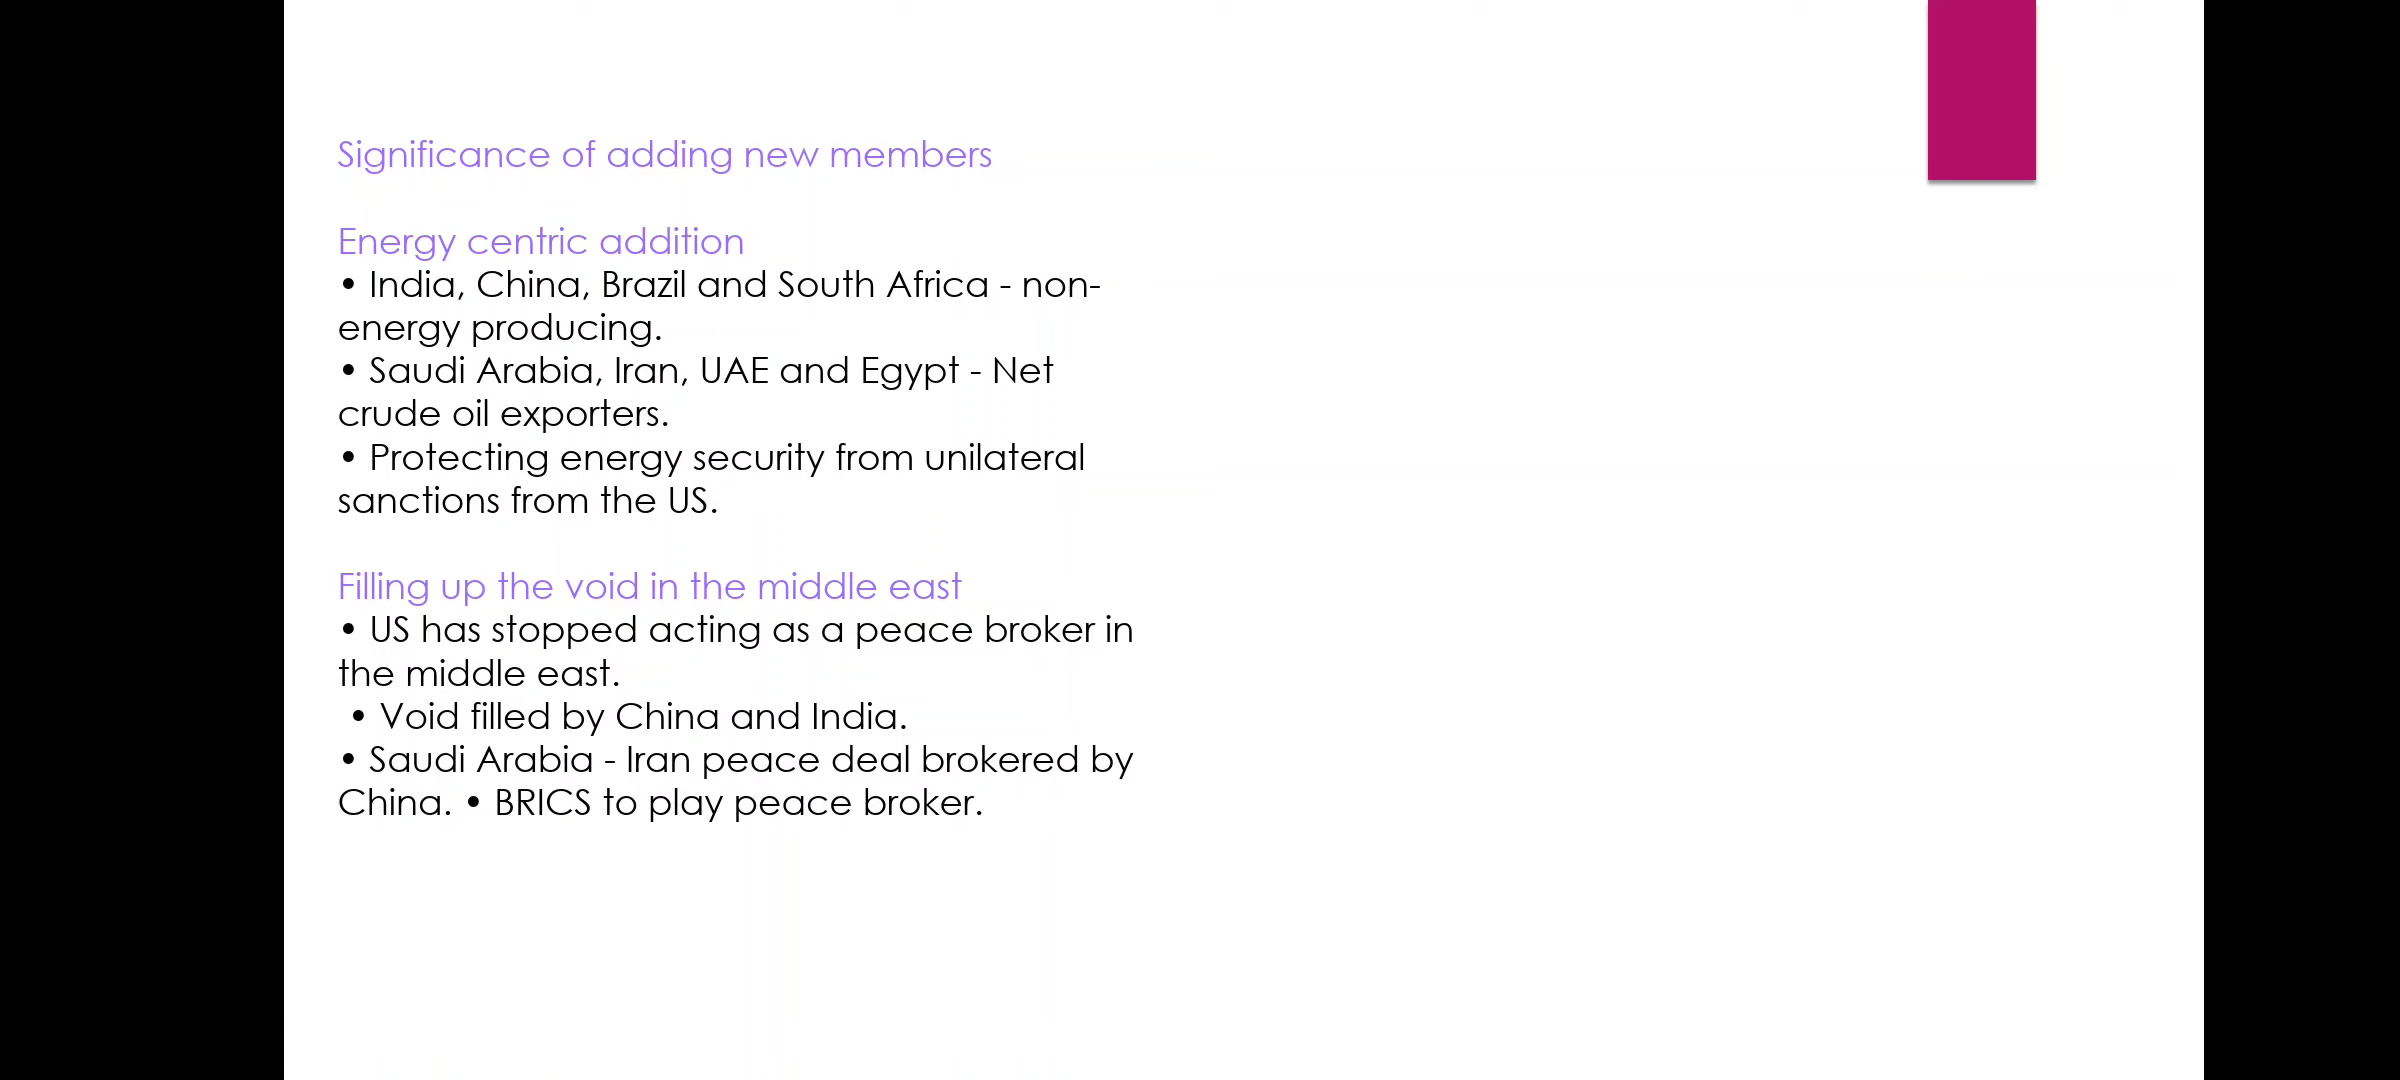 Significance of adding new members
Energy centric addition
• India, China, Brazil and South Africa - non-
energy producing.
• Saudi Arabia, Iran, UAE and Egypt - Net
crude oil exporters.
• Protecting energy security from unilateral
sanctions from the US.
Filling up the void in the middle east
• US has stopped acting as a peace broker in
the middle east.
• Void filled by China and India.
• Saudi Arabia - Iran peace deal brokered by
China. • BRICS to play peace broker.